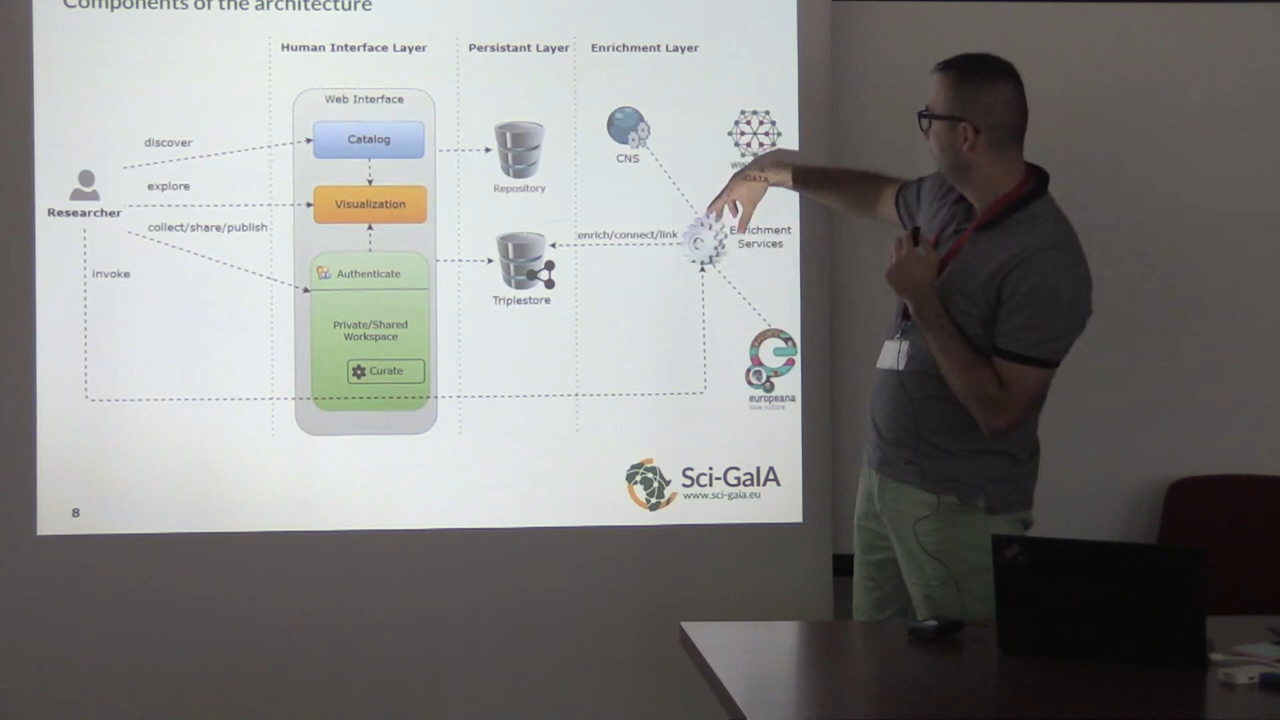 Components of the architecture
Human Interface Layer
Persistant Layer
Enrichment Layer
Web Interface
Catalog
discover
explore
Visualization
Researcher
collect/share/publish
invoke
Authenticate
Private/Shared
Workspace
Curate
Repository
Triplestore
CNS
enrich/connect/link
DATA
Enrichment
Services
europeana
Sci-GaIA
www.sci-gaia.eu
8